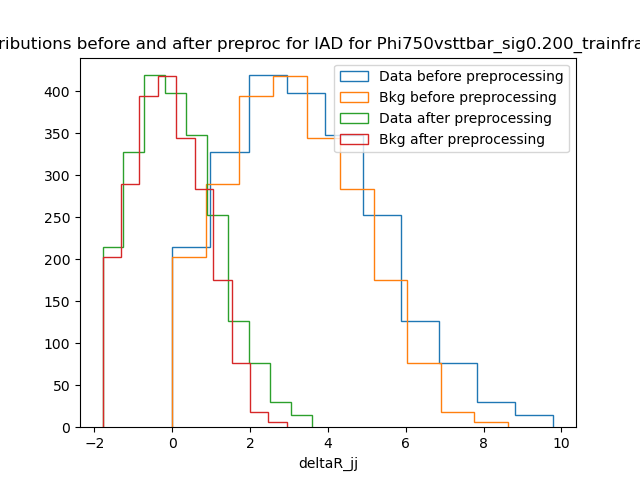 ributions before and after preproc for IAD for Phi750vsttbar_sig0.200_trainfra
Data before preprocessing
Bkg before preprocessing
Data after preprocessing
Bkg after preprocessing
400
350
300
250
200
150
100
50
0
−2 0 2 4 6 8 10
deltaR_jj